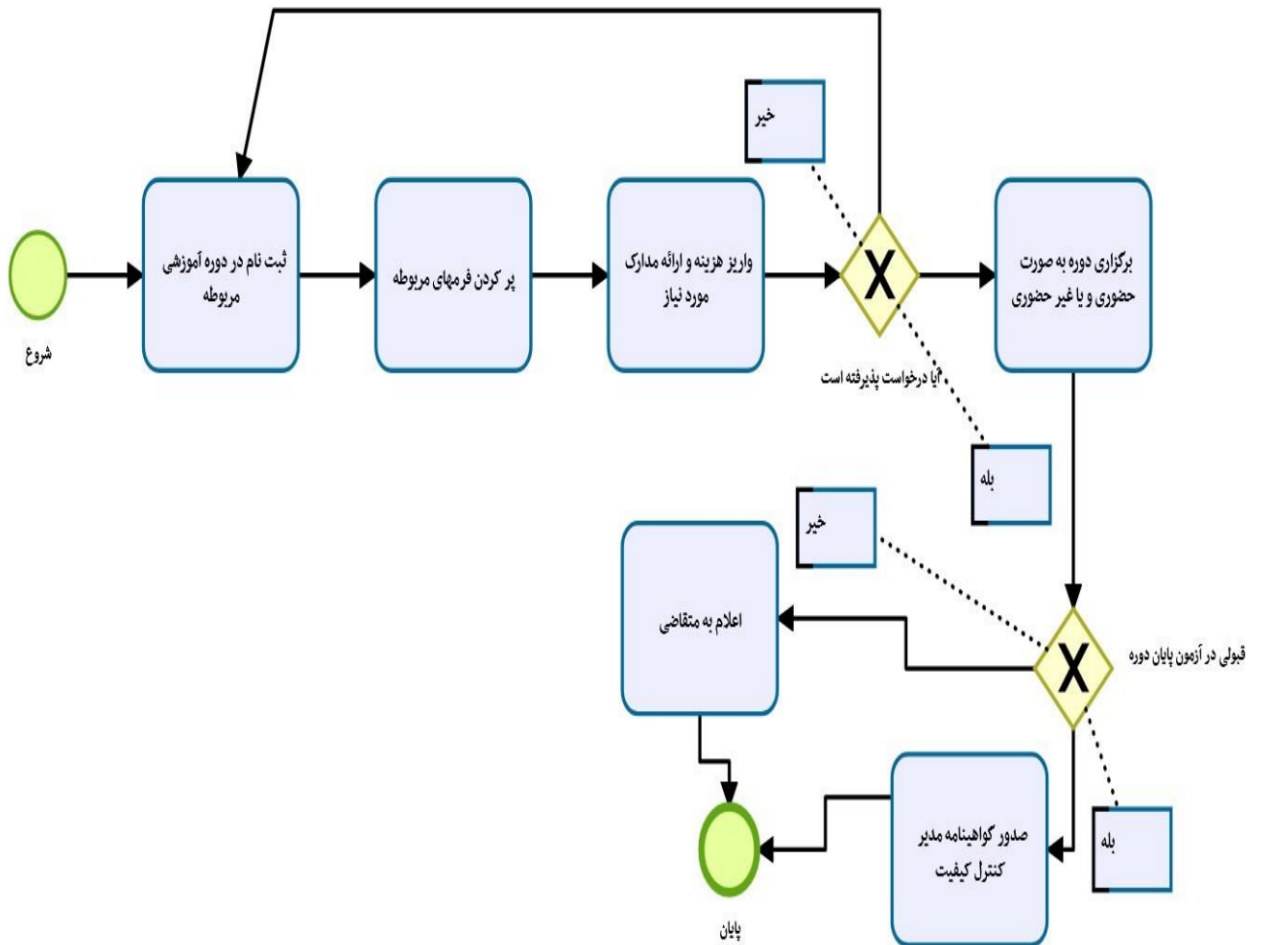 شروع
ثبت نام در دوره آموزشی
مربوطه
پر کردن فرمهای مربوطه
واریز هزینه و ارائه مدارک
مورد نیاز
خیر
X
آیا درخواست پذیرفته است
بله
برگزاری دوره به صورت
حضوری و یا غیر حضوری
خیر
X
قبولی در آزمون پایان دوره
بله
اعلام به متقاضی
صدور گواهینامه مدیر
کنترل کیفیت
پایان